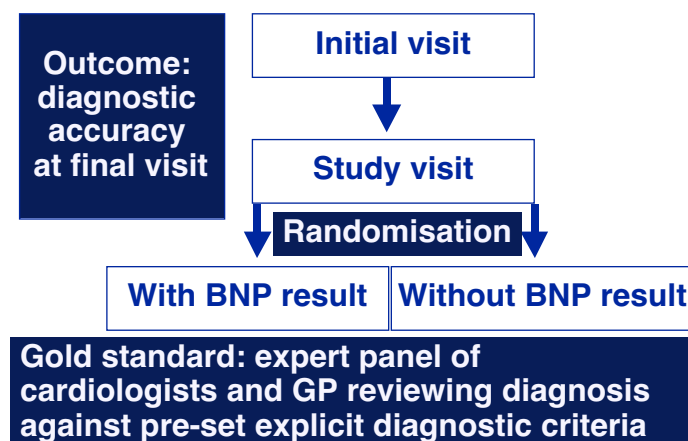 Outcome:
diagnostic
accuracy
at final visit
Initial visit
Study visit
Randomisation
With BNP result
Without BNP result
Gold standard: expert panel of
cardiologists and GP reviewing diagnosis
against pre-set explicit diagnostic criteria